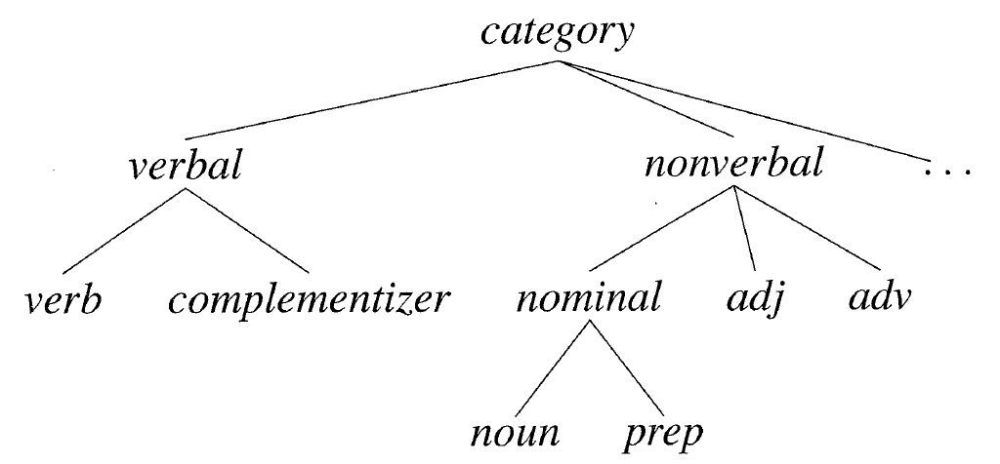 category
verbal nonverbal . . .
verb complementizer nominal adj adv
noun prep